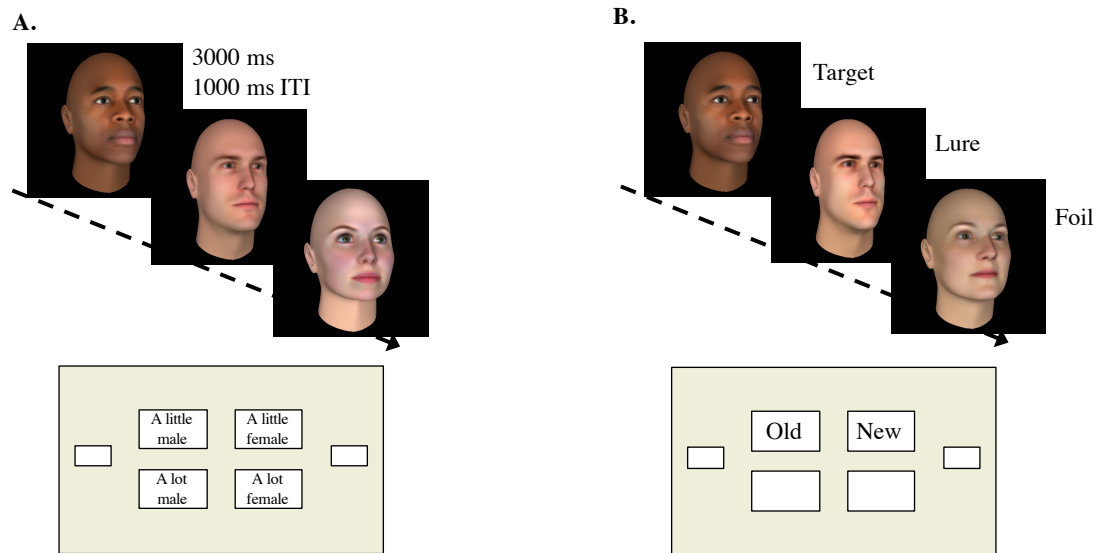 A.
3000 ms
1000 ms ITI
A little
male
A little
female
A lot
male
A lot
female
B.
Target
Lure
Foil
Old
New